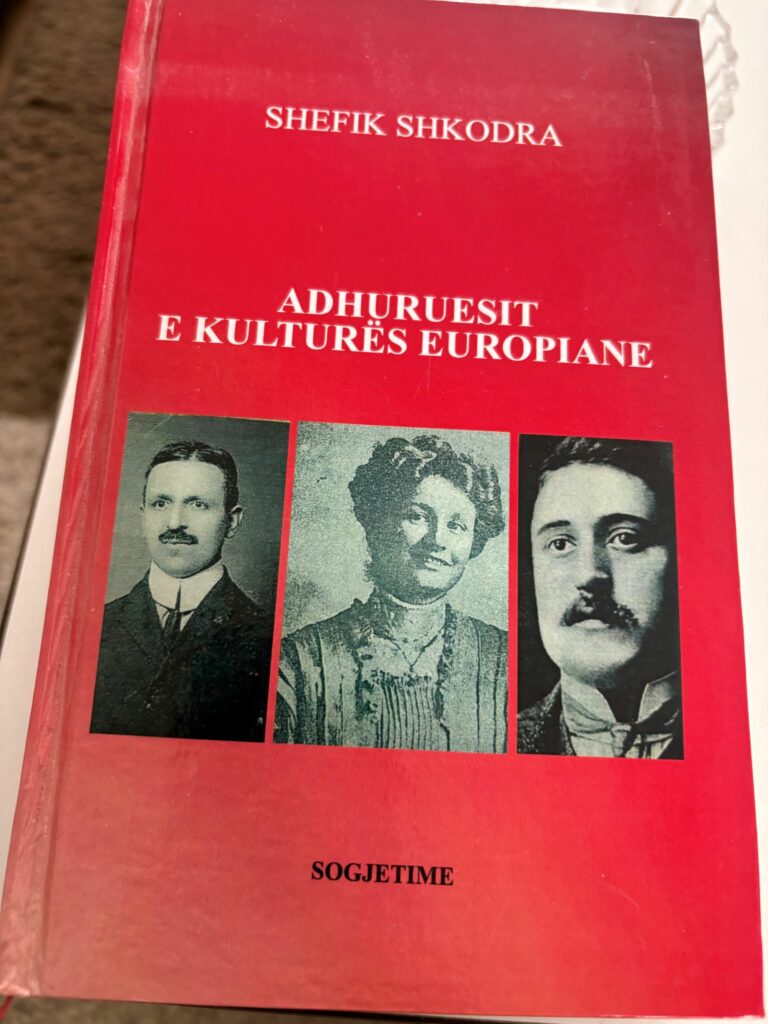 SHEFIK SHKODRA
ADHURUESIT
E KULTURËS EUROPIANE
SOGJETIME